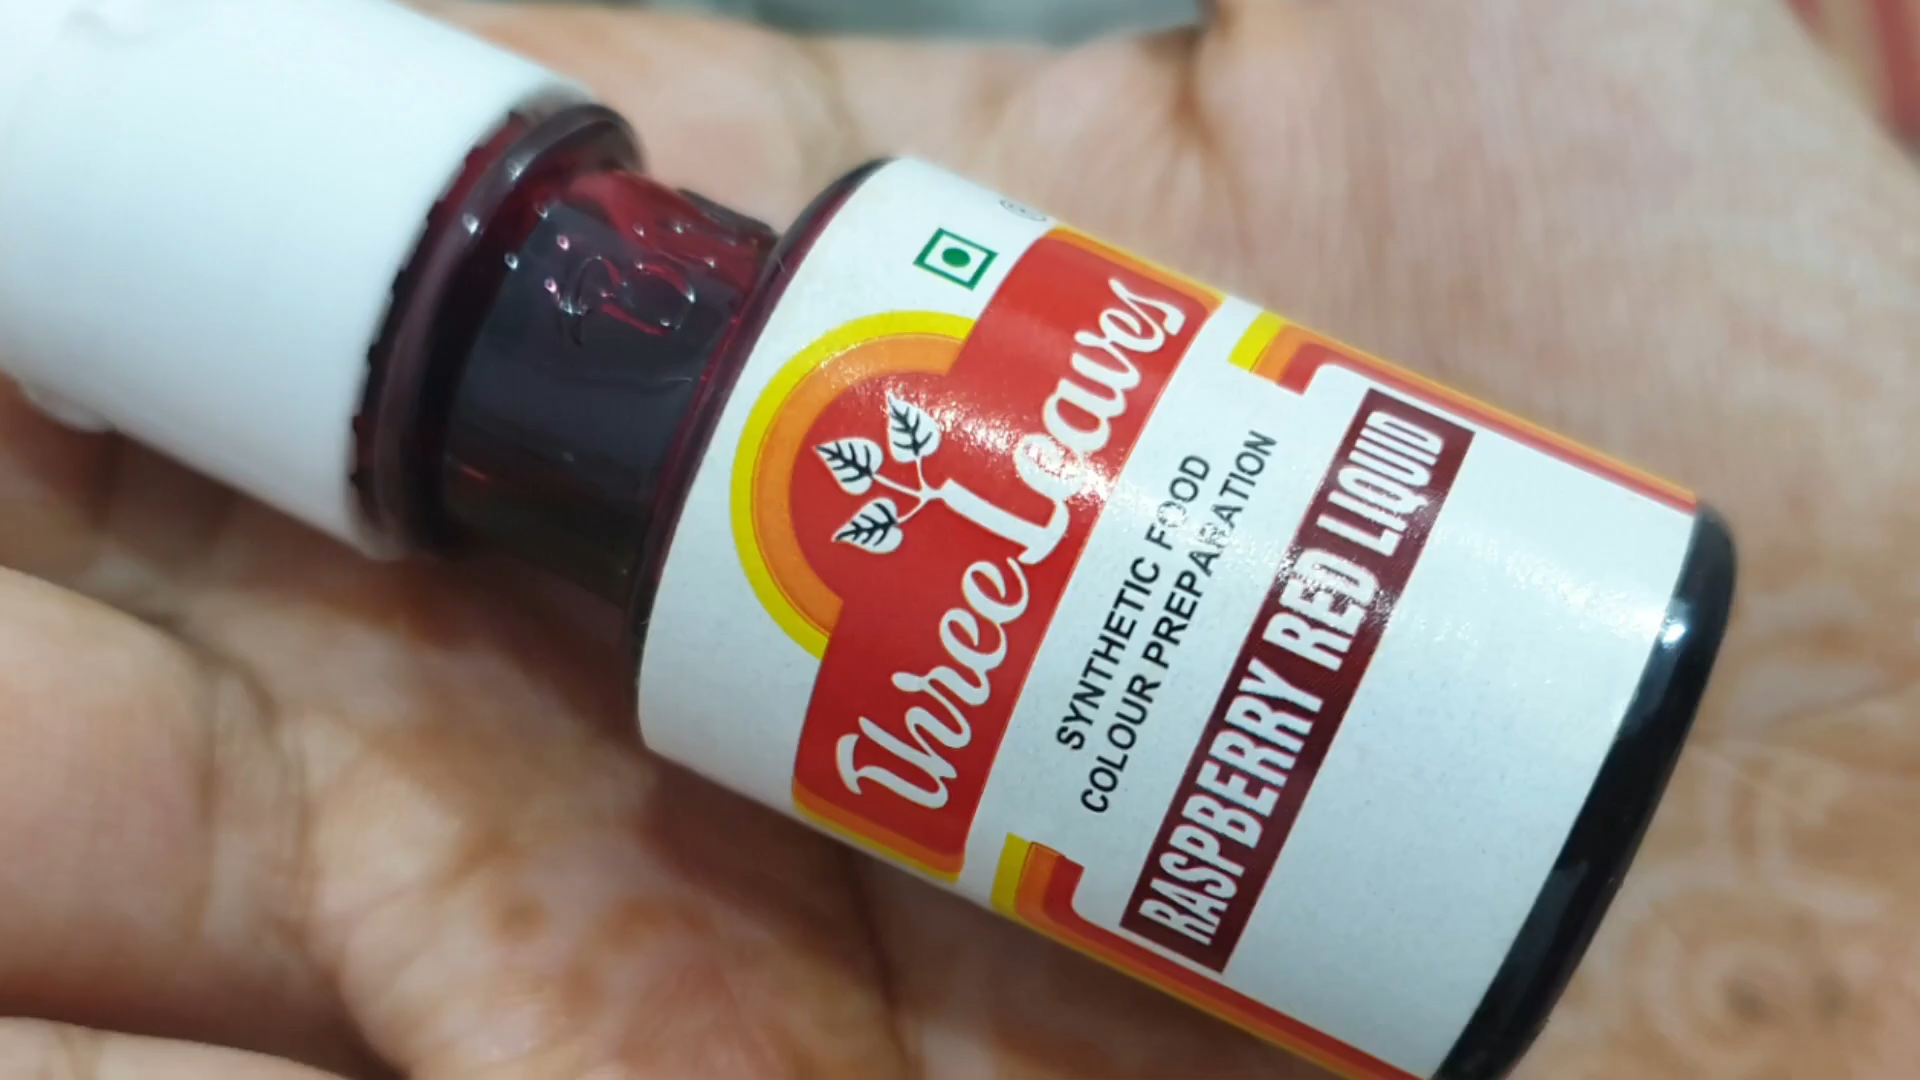 Three Leaves
SYNTHETIC FOOD
COLOUR PREPARATION
RASPBERRY RED LIQUID